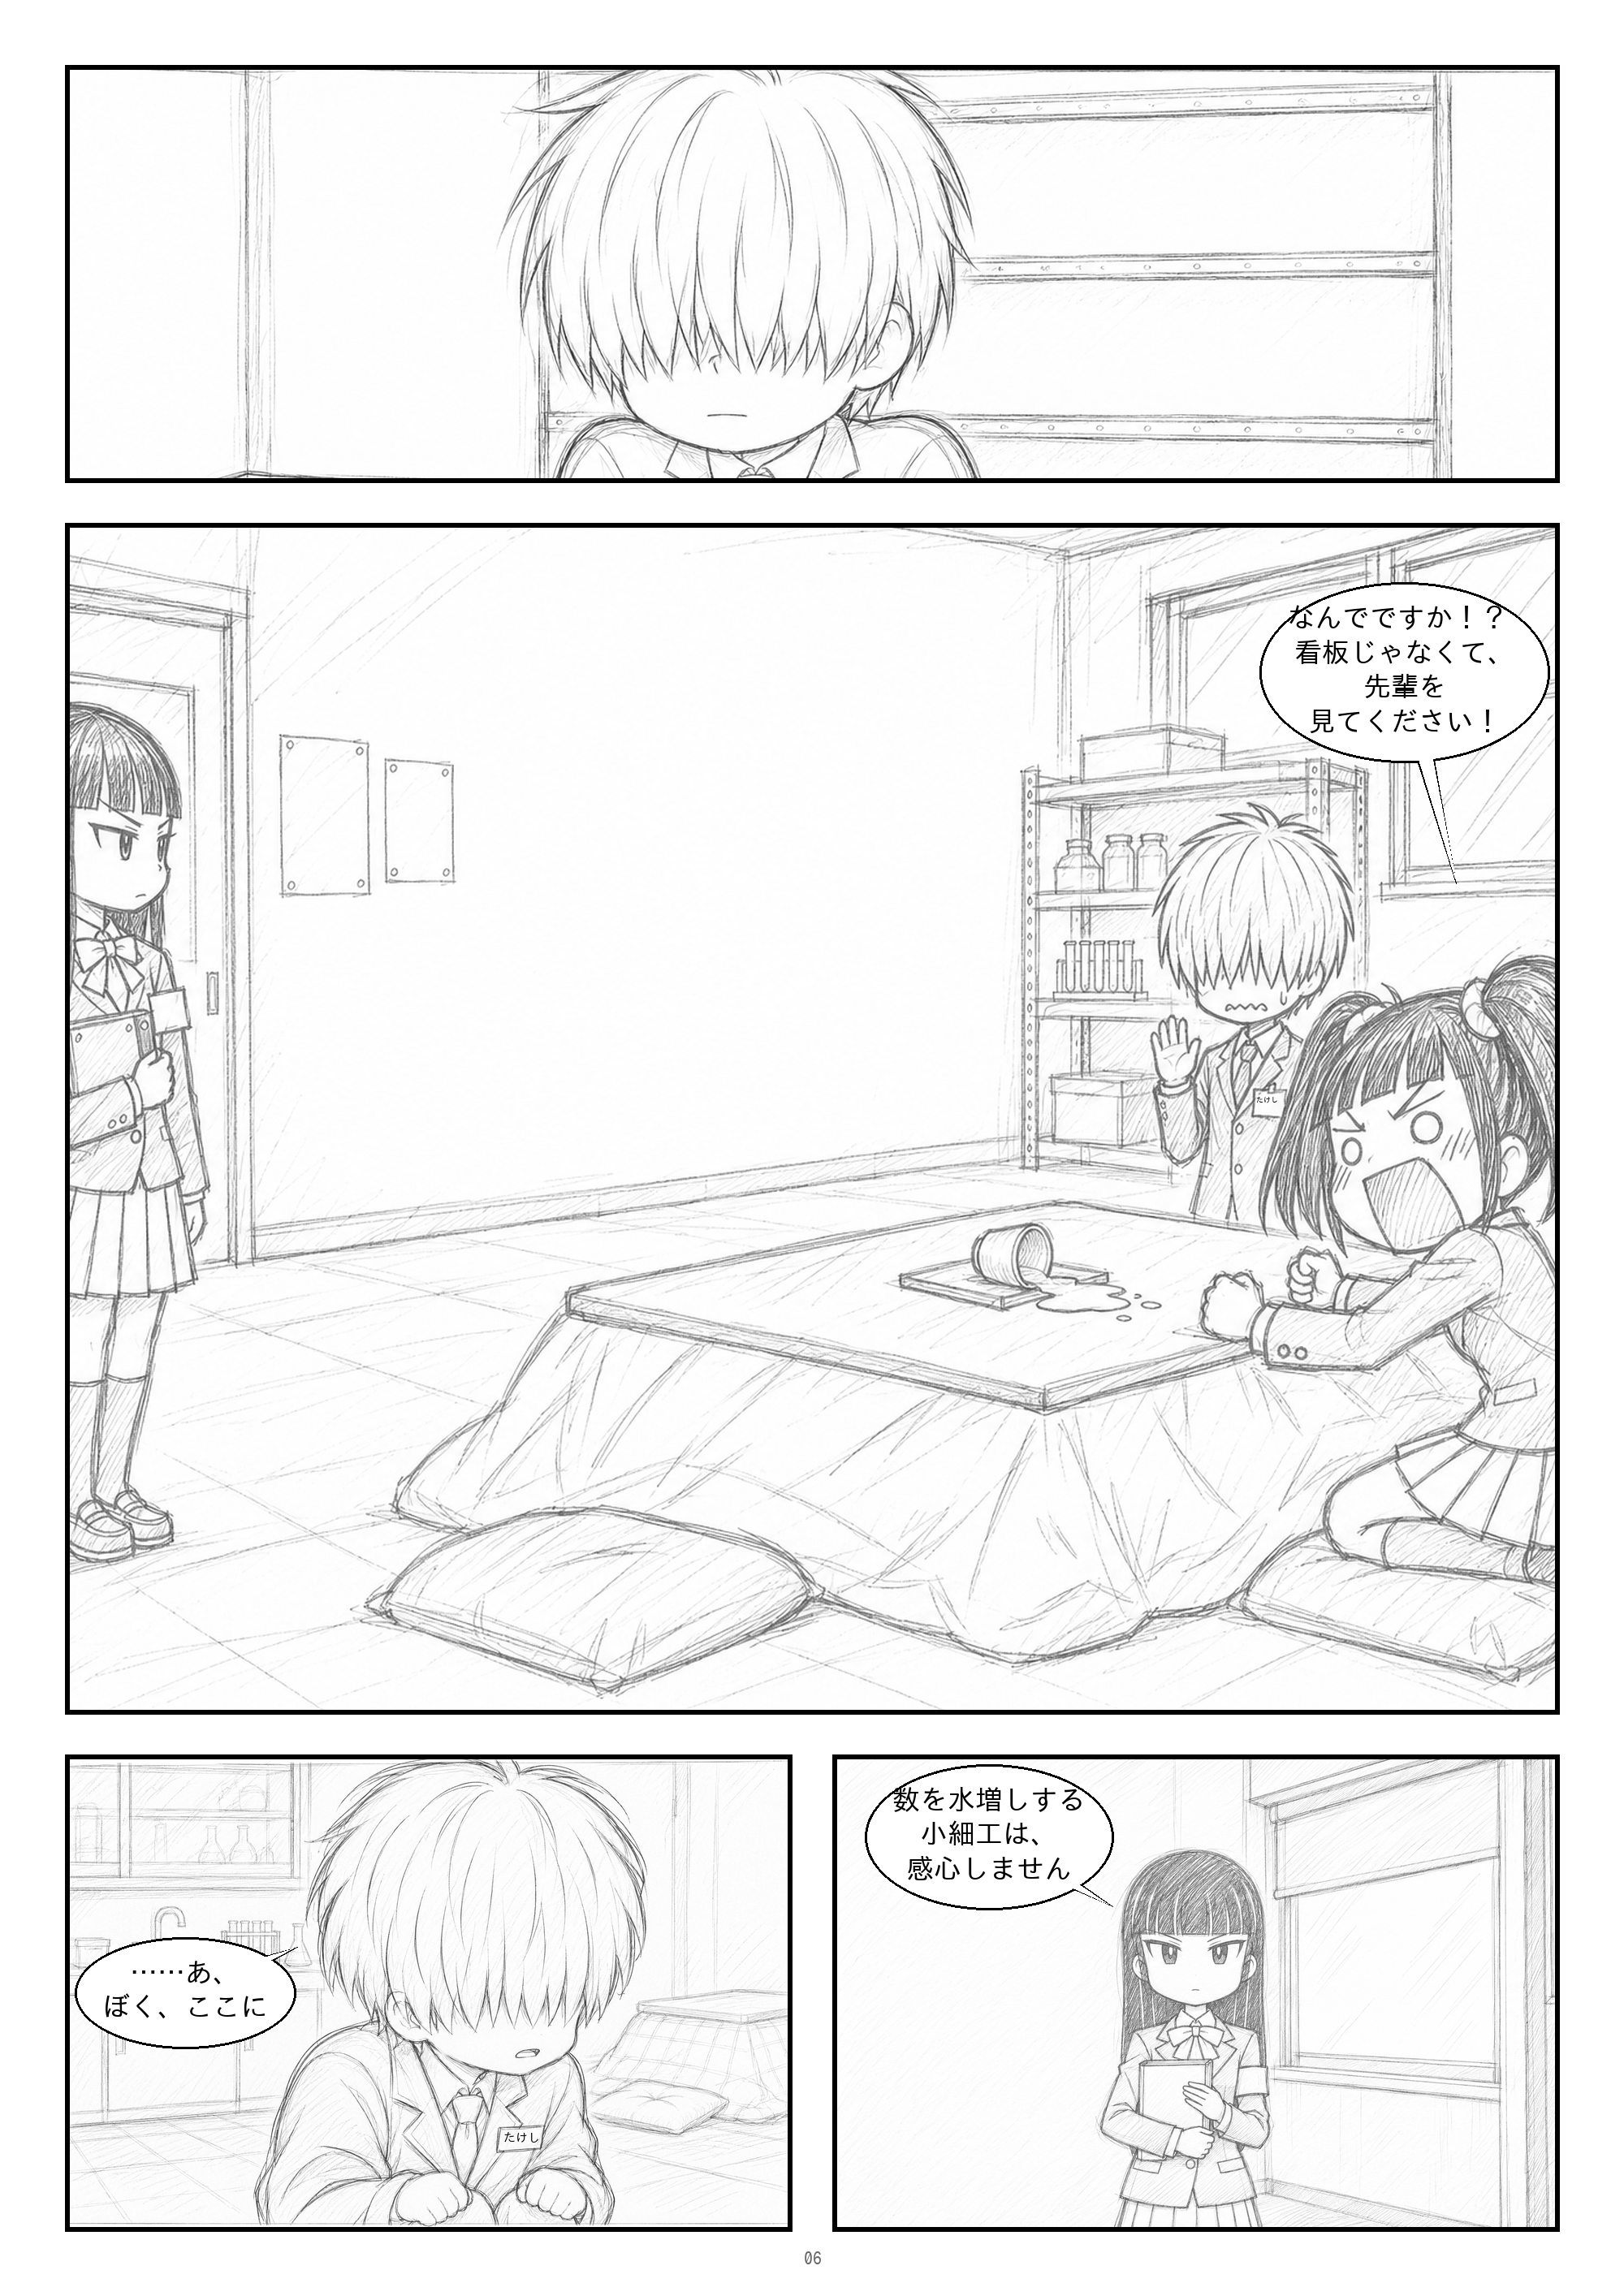 なんでですか！？
看板じゃなくて、
先輩を
見てください！
たけし
数を水増しする
小細工は、
感心しません
……あ、
ぼく、ここに
たけし
06